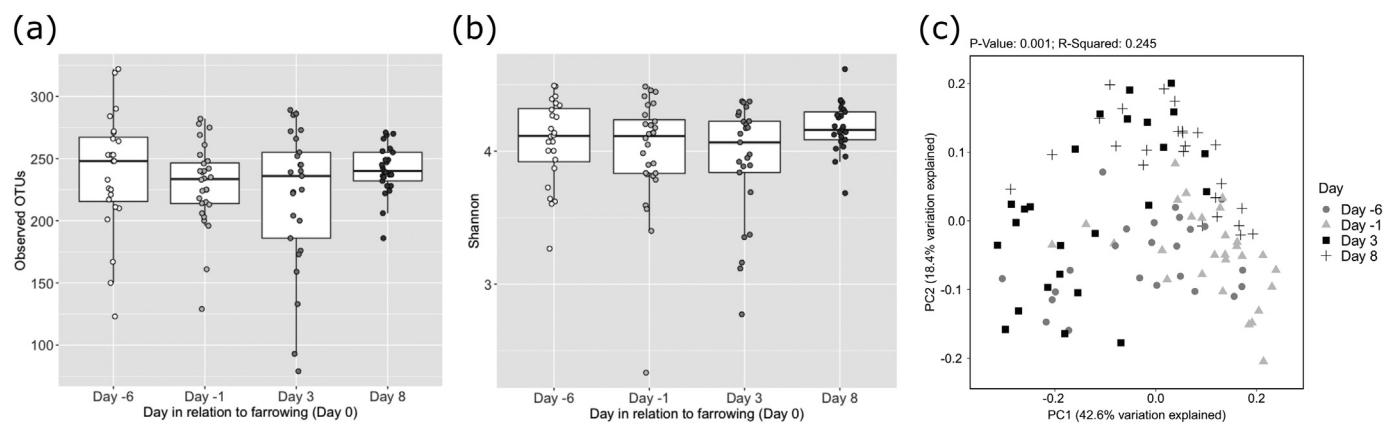 (a)
Observed OTUs
300
250
200
150
100
Day -6 Day -1 Day 3 Day 8
Day in relation to farrowing (Day 0)
(b)
Shannon
4
3
Day -6 Day -1 Day 3 Day 8
Day in relation to farrowing (Day 0)
(c)
P-Value: 0.001; R-Squared: 0.245
PC2 (18.4% variation explained)
0.2
0.1
0.0
-0.1
-0.2
-0.2 0.0 0.2
PC1 (42.6% variation explained)
Day
Day -6
Day -1
Day 3
Day 8